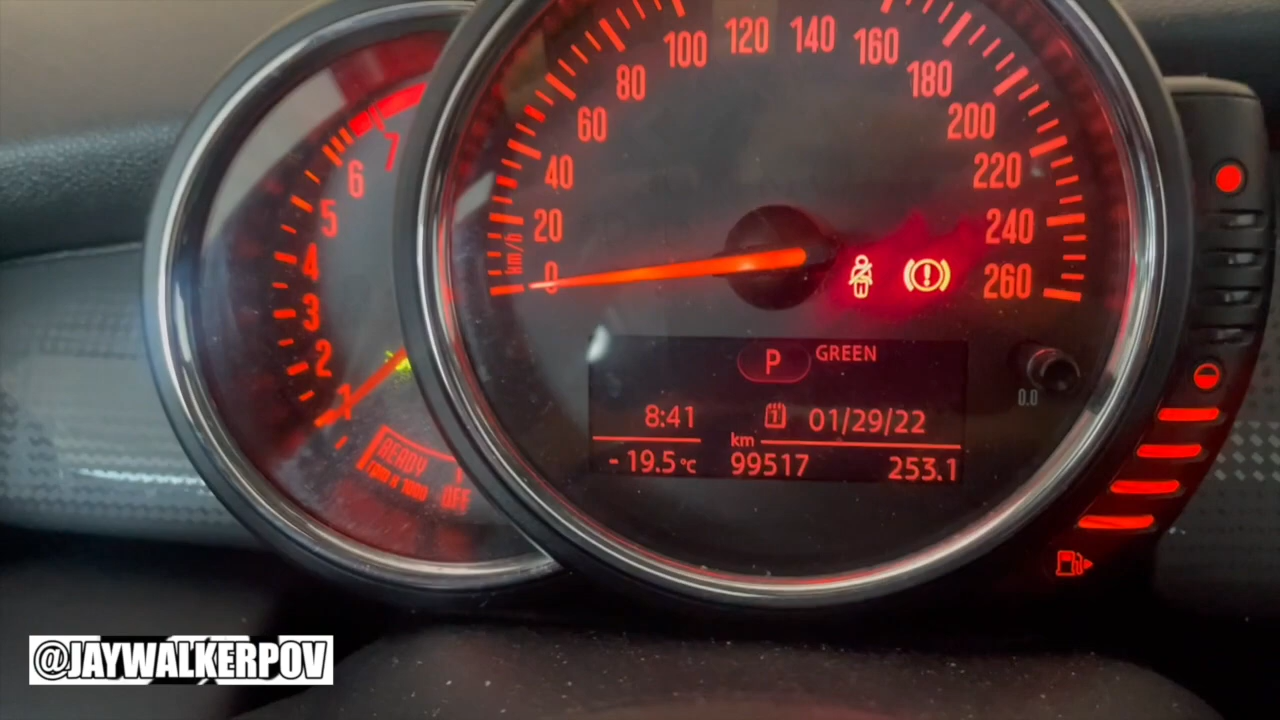 100 120 140 160
80 180
60 200
40 220
20 240
km/h
0 260
7
6
5
4
3
2
1
READY
OFF
P GREEN
0.0
8:41 1 01/29/22
km
-19.5°C 99517 253.1
@JAYWALKERPOV